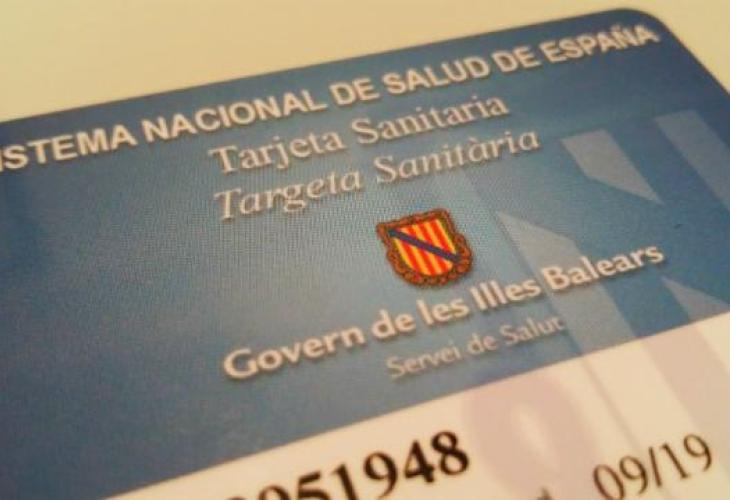 SISTEMA NACIONAL DE SALUD DE ESPAÑA
Tarjeta Sanitaria
Targeta Sanitària
Govern de les Illes Balears
Servei de Salut
951948
09/19